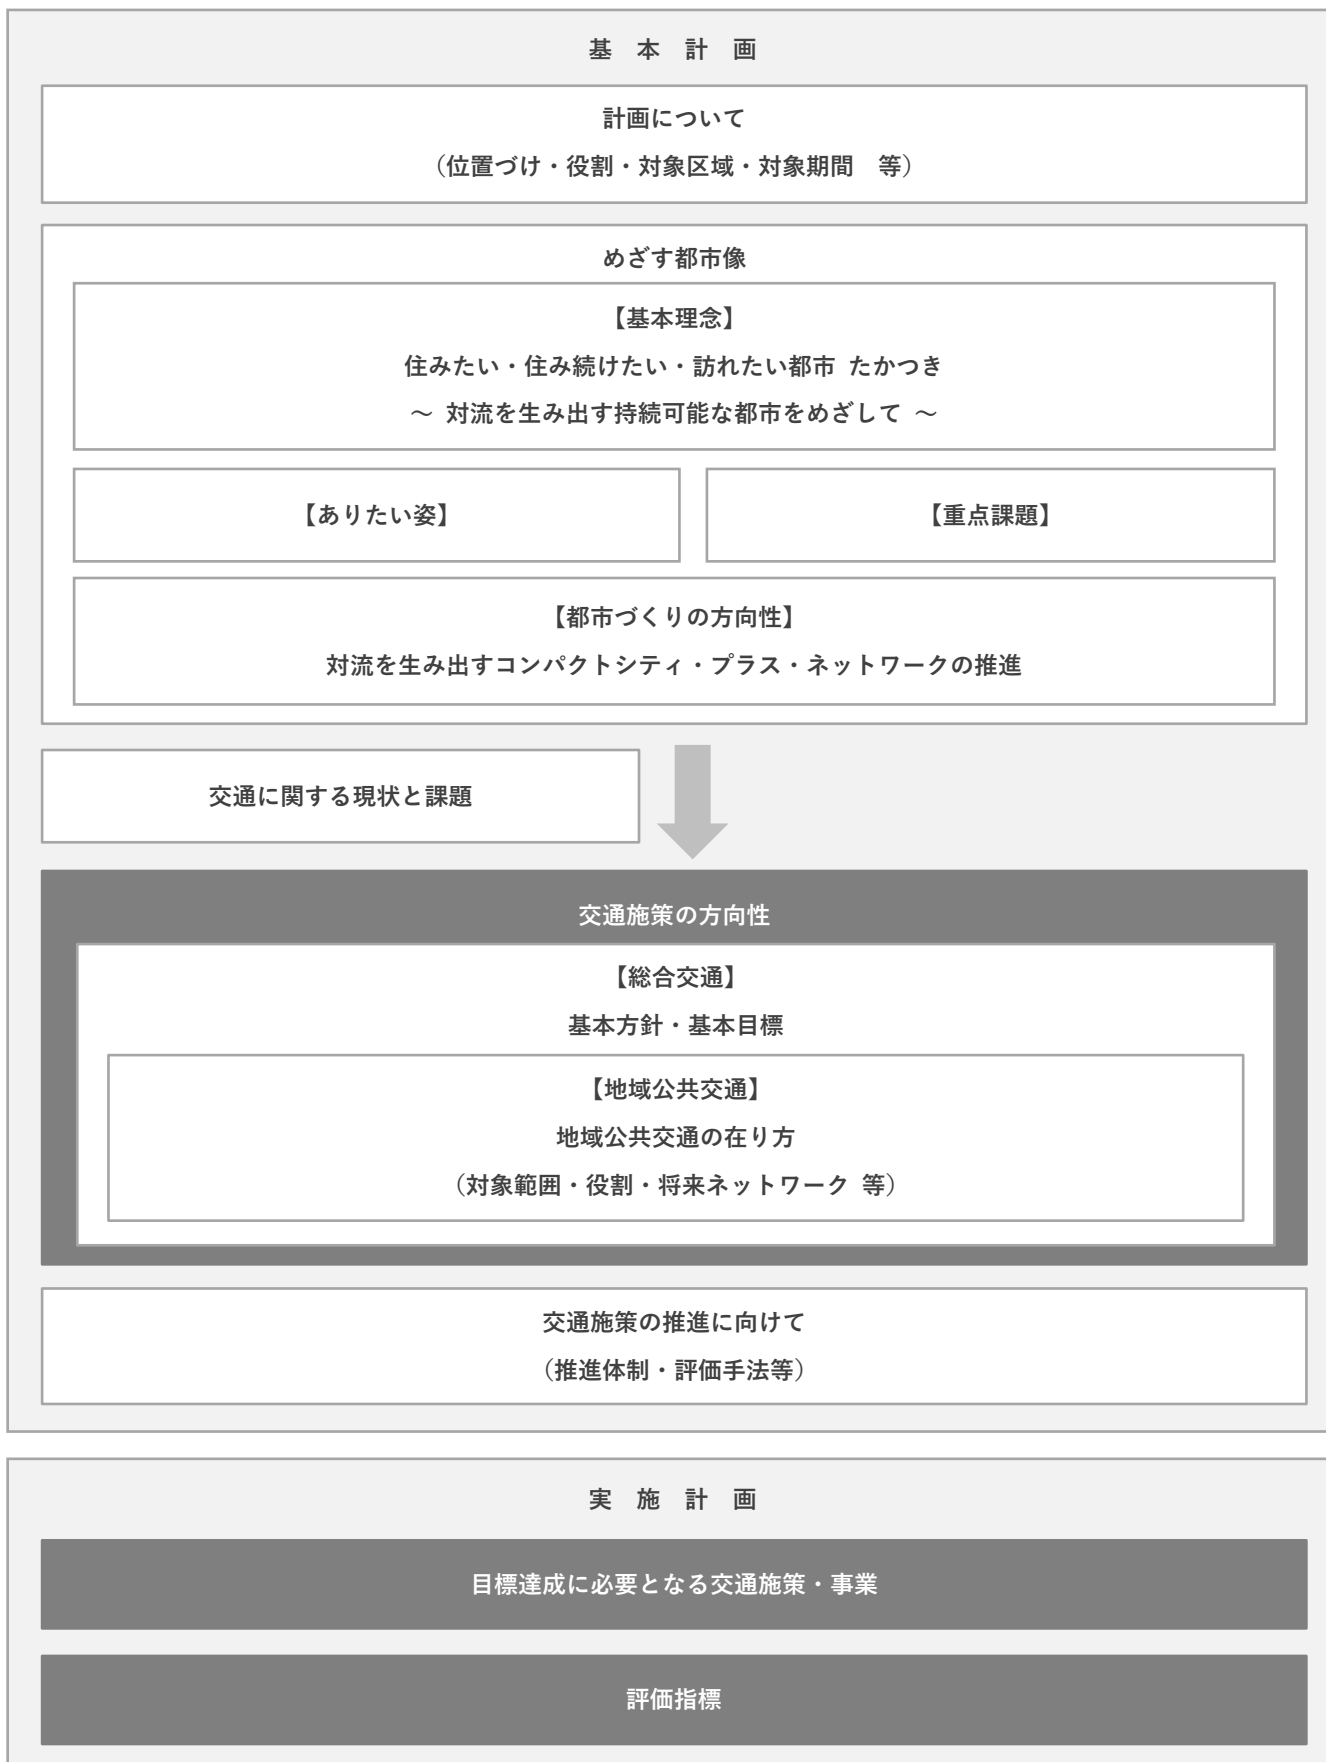 基 本 計 画
計画について
（位置づけ・役割・対象区域・対象期間 等）
めざす都市像
【基本理念】
住みたい・住み続けたい・訪れたい都市 たかつき
～ 対流を生み出す持続可能な都市をめざして ～
【ありたい姿】
【重点課題】
【都市づくりの方向性】
対流を生み出すコンパクトシティ・プラス・ネットワークの推進
交通に関する現状と課題
交通施策の方向性
【総合交通】
基本方針・基本目標
【地域公共交通】
地域公共交通の在り方
（対象範囲・役割・将来ネットワーク 等）
交通施策の推進に向けて
（推進体制・評価手法等）
実 施 計 画
目標達成に必要となる交通施策・事業
評価指標